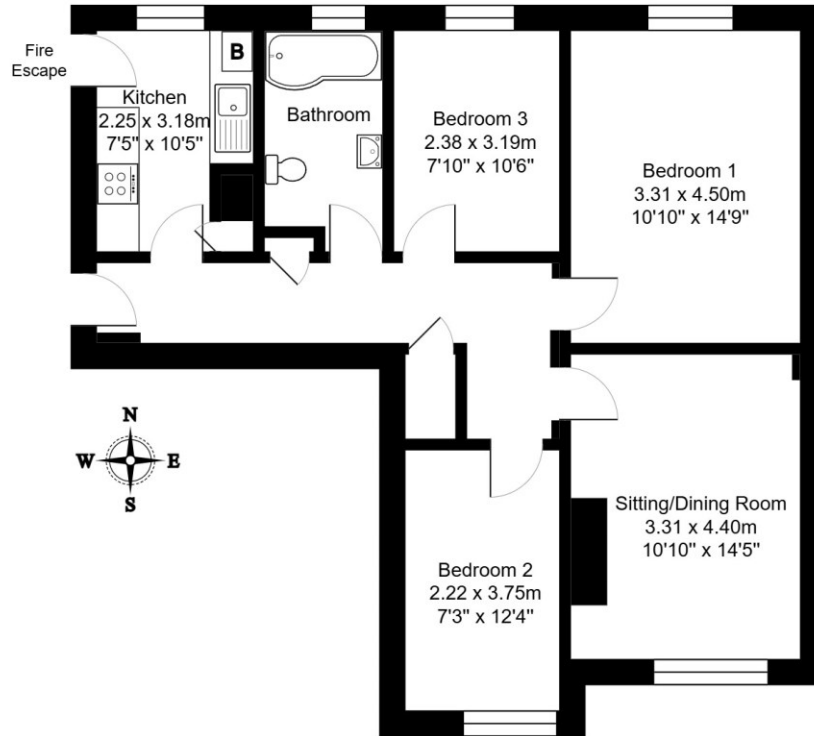 Fire
Escape
B
Kitchen
2.25 x 3.18m
7'5" x 10'5"
Bathroom
Bedroom 3
2.38 x 3.19m
7'10" x 10'6"
Bedroom 1
3.31 x 4.50m
10'10" x 14'9"
N
W E
S
Sitting/Dining Room
3.31 x 4.40m
10'10" x 14'5"
Bedroom 2
2.22 x 3.75m
7'3" x 12'4"